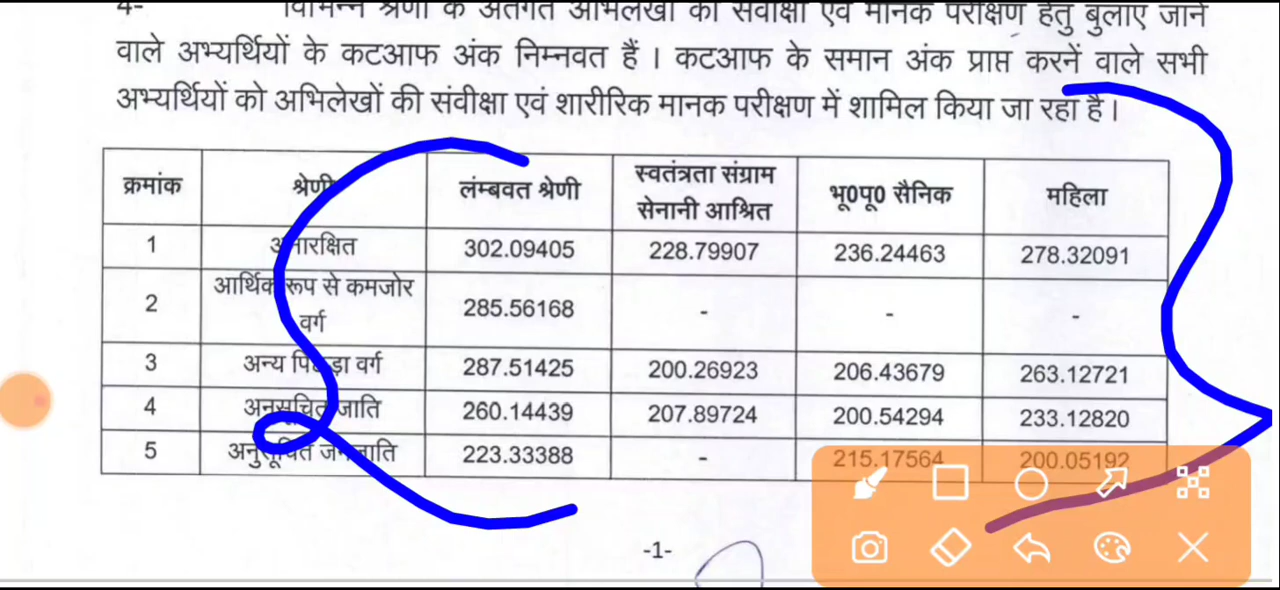 4- विभिन्न श्रेणी के अंतर्गत अभिलेखों की संवीक्षा एवं मानक परीक्षण हेतु बुलाए जाने
वाले अभ्यर्थियों के कटआफ अंक निम्नवत हैं । कटआफ के समान अंक प्राप्त करनें वाले सभी
अभ्यर्थियों को अभिलेखों की संवीक्षा एवं शारीरिक मानक परीक्षण में शामिल किया जा रहा है।
क्रमांक श्रेणी लंम्बवत श्रेणी स्वतंत्रता संग्राम सेनानी आश्रित भू0पू0 सैनिक महिला
1 अनारक्षित 302.09405 228.79907 236.24463 278.32091
2 आर्थिक रूप से कमजोर वर्ग 285.56168 - - -
3 अन्य पिछड़ा वर्ग 287.51425 200.26923 206.43679 263.12721
4 अनुसूचित जाति 260.14439 207.89724 200.54294 233.12820
5 अनुसूचित जनजाति 223.33388 - 215.17564 200.05192
-1-